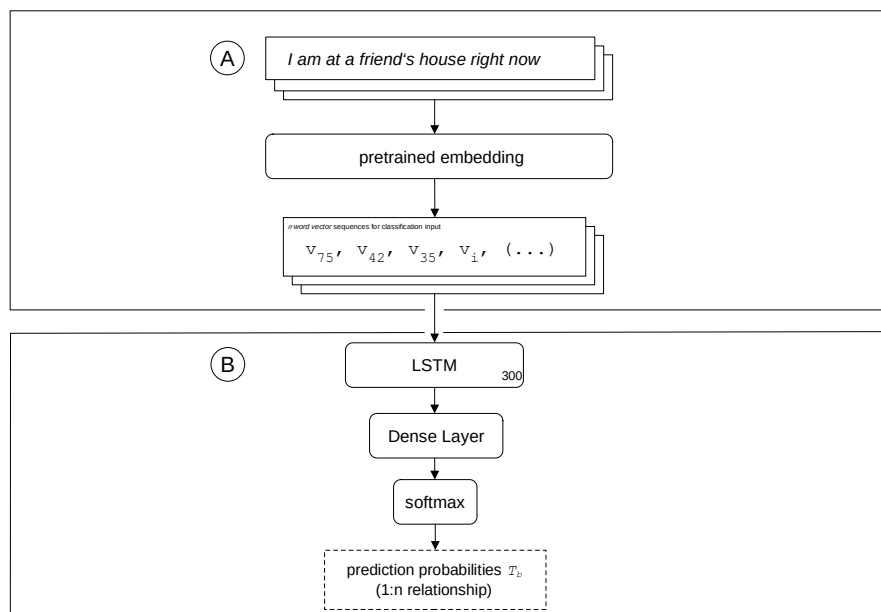 A
I am at a friend‘s house right now
pretrained embedding
n word vector sequences for classification input
v75, v42, v35, vi, (...)
B
LSTM
300
Dense Layer
softmax
prediction probabilities Tb
(1:n relationship)